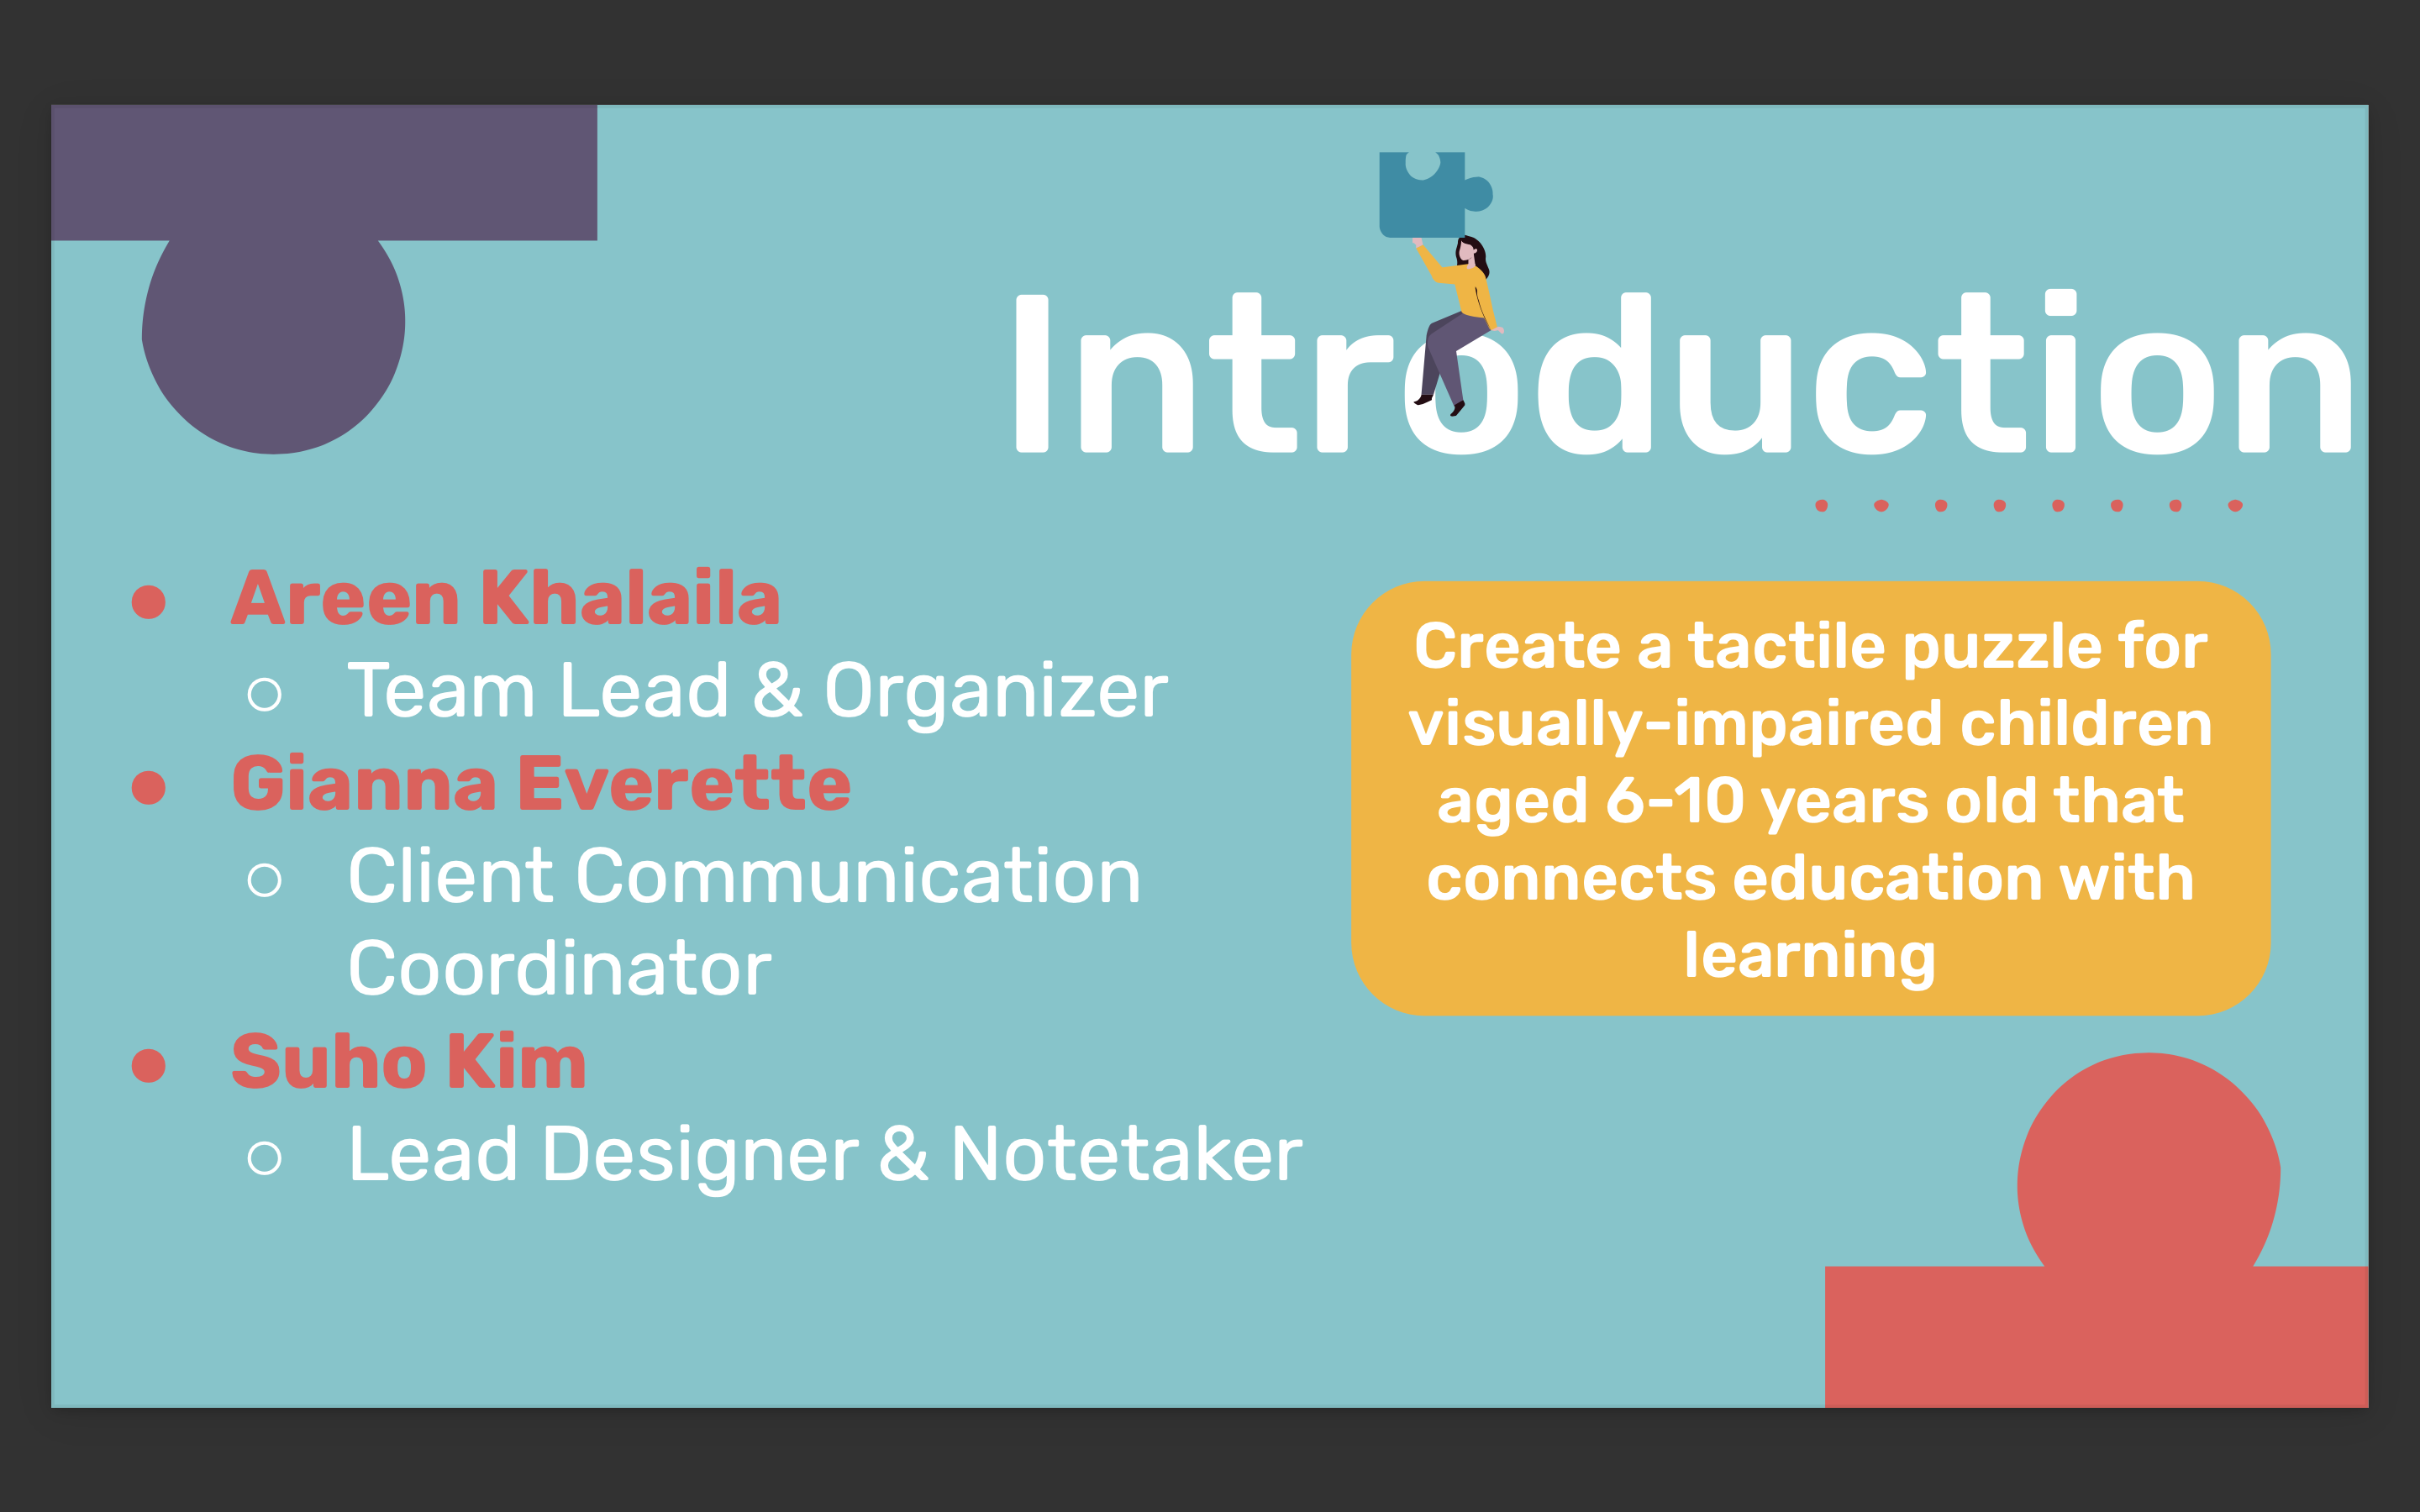 Introduction
Areen Khalaila
Team Lead & Organizer
Gianna Everette
Client Communication
Coordinator
Suho Kim
Lead Designer & Notetaker
Create a tactile puzzle for
visually-impaired children
aged 6-10 years old that
connects education with
learning